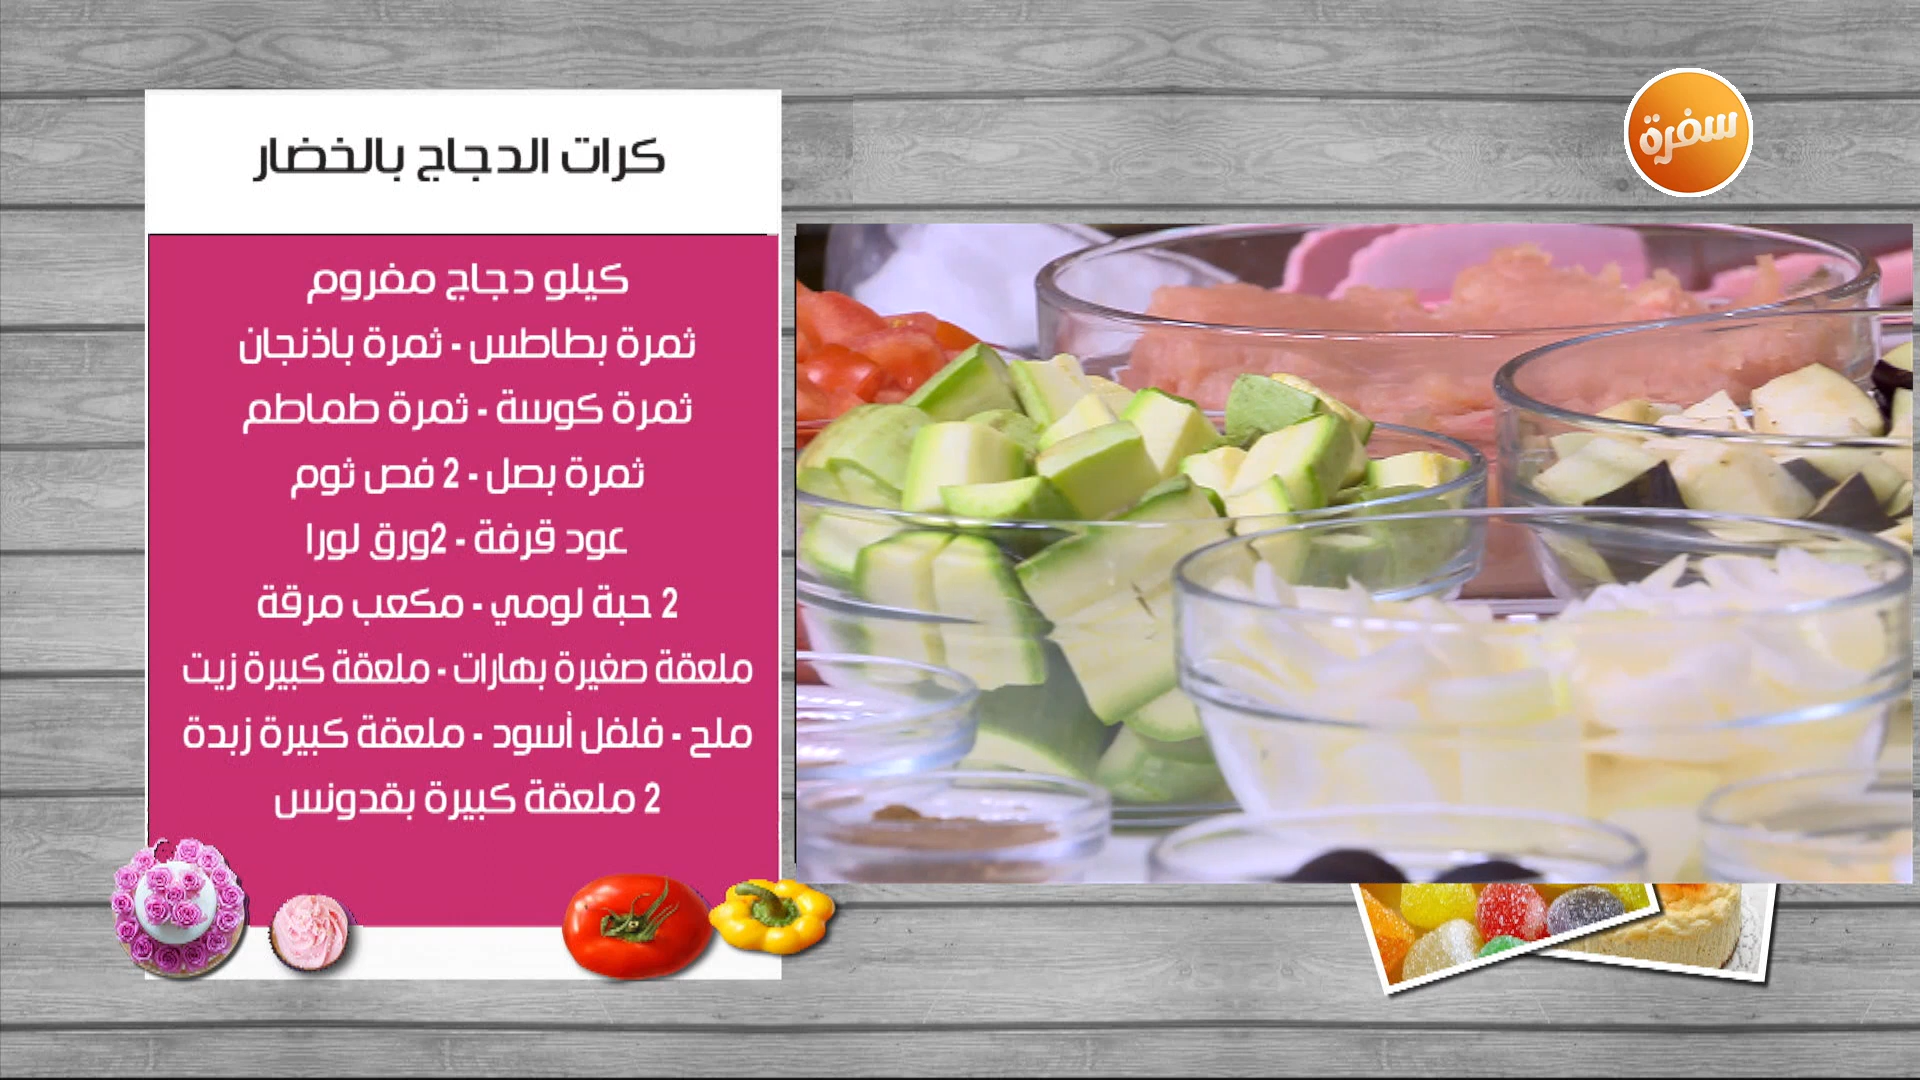 كرات الدجاج بالخضار
سفرة
كيلو دجاج مفروم
ثمرة بطاطس - ثمرة باذنجان
ثمرة كوسة - ثمرة طماطم
ثمرة بصل - 2 فص ثوم
عود قرفة - 2ورق لورا
2 حبة لومي - مكعب مرقة
ملعقة صغيرة بهارات - ملعقة كبيرة زيت
ملح - فلفل أسود - ملعقة كبيرة زبدة
2 ملعقة كبيرة بقدونس